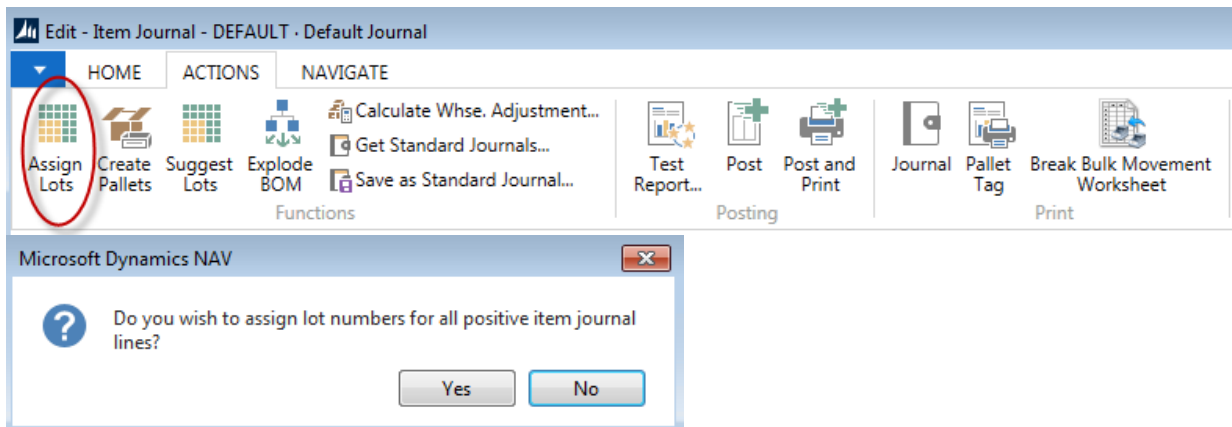 Edit - Item Journal - DEFAULT · Default Journal
HOME ACTIONS NAVIGATE
Assign Lots
Create Pallets
Suggest Lots
Explode BOM
Calculate Whse. Adjustment...
Get Standard Journals...
Save as Standard Journal...
Test Report...
Post
Post and Print
Journal
Pallet Tag
Break Bulk Movement Worksheet
Functions
Posting
Print
Microsoft Dynamics NAV
Do you wish to assign lot numbers for all positive item journal
lines?
Yes No